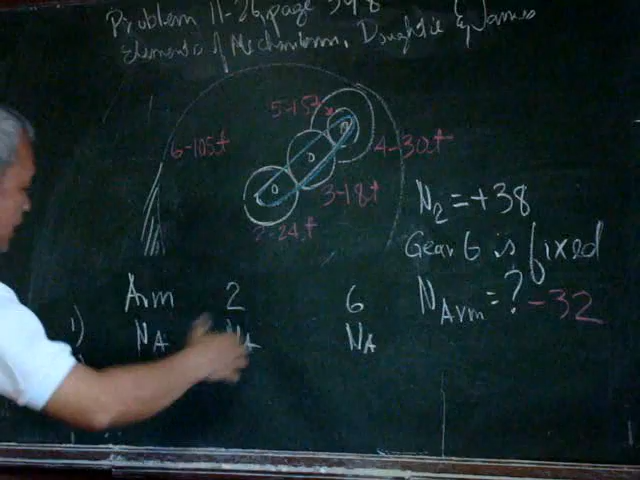 Problem 11-26, page 398
Elements of Mechanism, Doughtie & James
5-15t
6-105t
4-30t
3-18t
2-24t
N2 = +38
Gear 6 is fixed
NArm = ? -32
Arm 2 6
1) NA NA NA